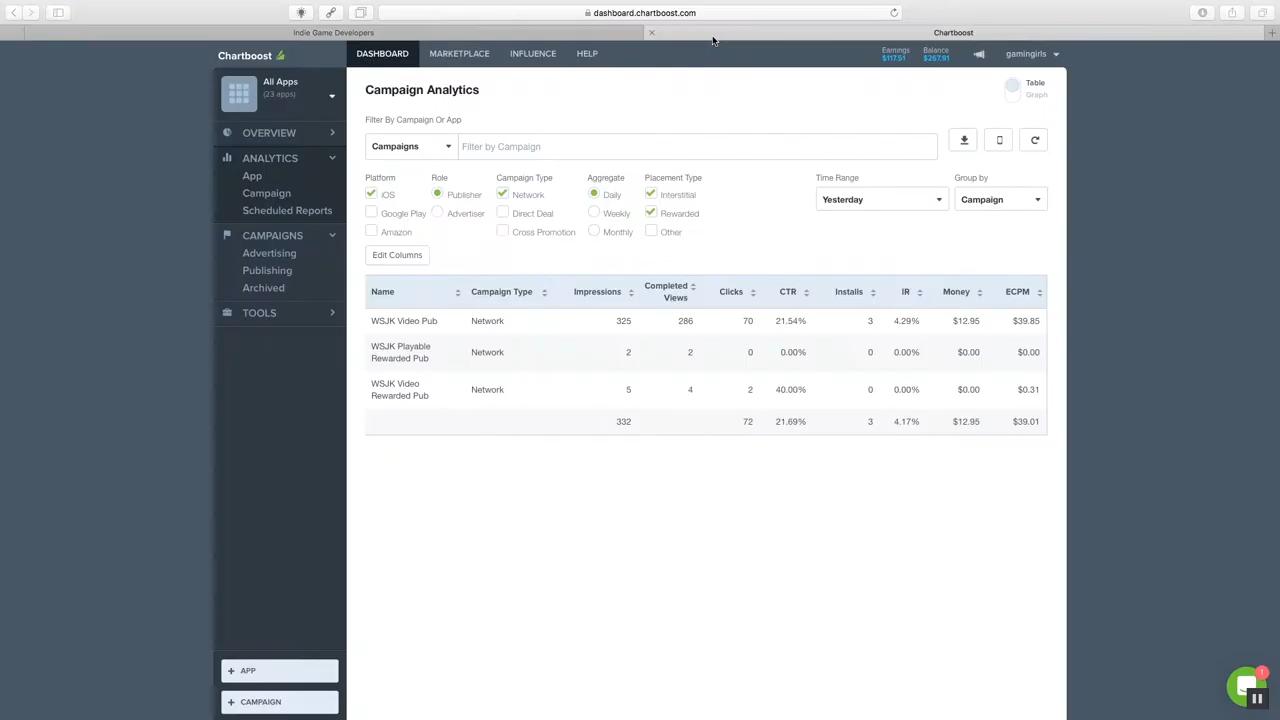 dashboard.chartboost.com
Indie Game Developers
Chartboost
Chartboost
DASHBOARD MARKETPLACE INFLUENCE HELP
Earnings
$117.51
Balance
$267.91
gamingirls
All Apps
(23 apps)
OVERVIEW
ANALYTICS
App
Campaign
Scheduled Reports
CAMPAIGNS
Advertising
Publishing
Archived
TOOLS
+ APP
+ CAMPAIGN
Campaign Analytics
Table
Graph
Filter By Campaign Or App
Campaigns Filter by Campaign
Platform Role Campaign Type Aggregate Placement Type Time Range Group by
iOS Publisher Network Daily Interstitial Yesterday Campaign
Google Play Advertiser Direct Deal Weekly Rewarded
Amazon Cross Promotion Monthly Other
Edit Columns
Name Campaign Type Impressions Completed Views Clicks CTR Installs IR Money ECPM
WSJK Video Pub Network 325 286 70 21.54% 3 4.29% $12.95 $39.85
WSJK Playable Rewarded Pub Network 2 2 0 0.00% 0 0.00% $0.00 $0.00
WSJK Video Rewarded Pub Network 5 4 2 40.00% 0 0.00% $0.00 $0.31
332 72 21.69% 3 4.17% $12.95 $39.01
1